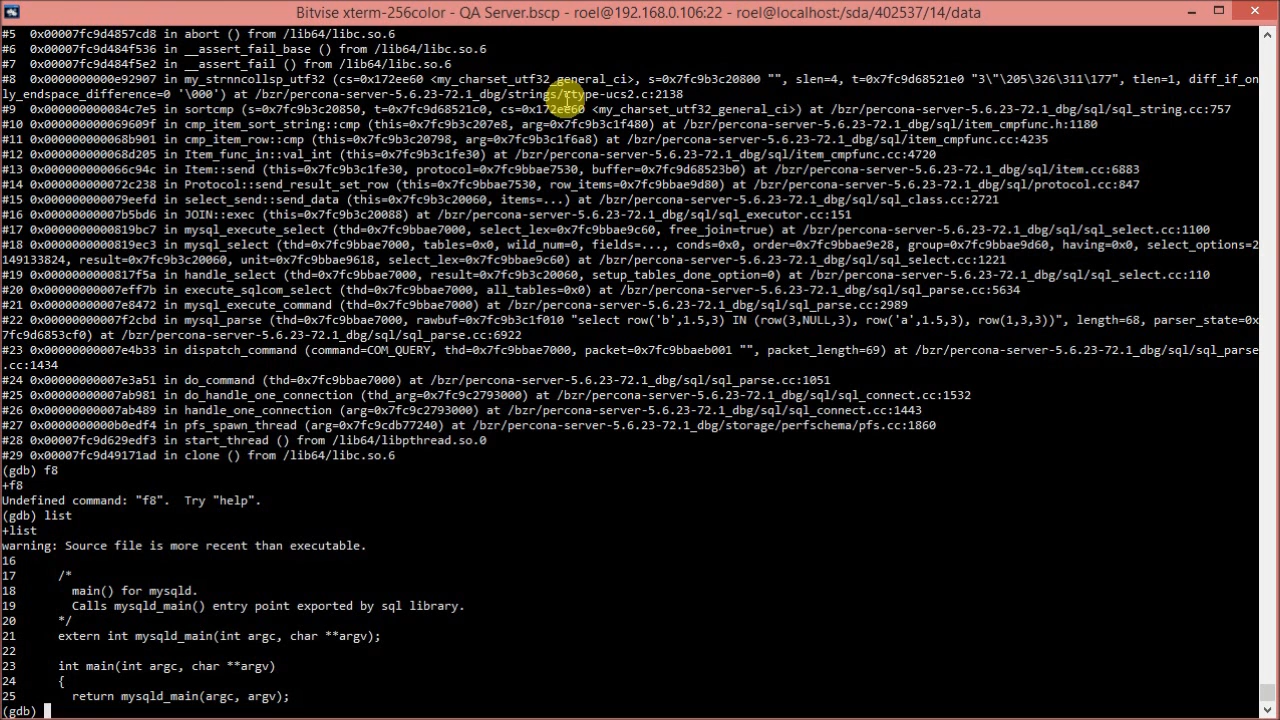 Bitvise xterm-256color - QA Server.bscp - roel@192.168.0.106:22 - roel@localhost:/sda/402537/14/data
#5  0x00007fc9d4857cd8 in abort () from /lib64/libc.so.6
#6  0x00007fc9d484f536 in __assert_fail_base () from /lib64/libc.so.6
#7  0x00007fc9d484f5e2 in __assert_fail () from /lib64/libc.so.6
#8  0x0000000000e92907 in my_strnncollsp_utf32 (cs=0x172ee60 <my_charset_utf32_general_ci>, s=0x7fc9b3c20800 "", slen=4, t=0x7fc9d68521e0 "3\"\205\326\311\177", tlen=1, diff_if_on
ly_endspace_difference=0 '\000') at /bzr/percona-server-5.6.23-72.1_dbg/strings/ctype-ucs2.c:2138
#9  0x000000000084c7e5 in sortcmp (s=0x7fc9b3c20850, t=0x7fc9d68521c0, cs=0x172ee60 <my_charset_utf32_general_ci>) at /bzr/percona-server-5.6.23-72.1_dbg/sql/sql_string.cc:757
#10 0x000000000069609f in cmp_item_sort_string::cmp (this=0x7fc9b3c207e8, arg=0x7fc9b3c1f480) at /bzr/percona-server-5.6.23-72.1_dbg/sql/item_cmpfunc.h:1180
#11 0x000000000068b901 in cmp_item_row::cmp (this=0x7fc9b3c20798, arg=0x7fc9b3c1f6a8) at /bzr/percona-server-5.6.23-72.1_dbg/sql/item_cmpfunc.cc:4235
#12 0x000000000068d205 in Item_func_in::val_int (this=0x7fc9b3c1fe30) at /bzr/percona-server-5.6.23-72.1_dbg/sql/item_cmpfunc.cc:4720
#13 0x000000000066c94c in Item::send (this=0x7fc9b3c1fe30, protocol=0x7fc9bbae7530, buffer=0x7fc9d68523b0) at /bzr/percona-server-5.6.23-72.1_dbg/sql/item.cc:6883
#14 0x000000000072c238 in Protocol::send_result_set_row (this=0x7fc9bbae7530, row_items=0x7fc9bbae9d80) at /bzr/percona-server-5.6.23-72.1_dbg/sql/protocol.cc:847
#15 0x000000000079eefd in select_send::send_data (this=0x7fc9b3c20060, items=...) at /bzr/percona-server-5.6.23-72.1_dbg/sql/sql_class.cc:2721
#16 0x00000000007b5bd6 in JOIN::exec (this=0x7fc9b3c20088) at /bzr/percona-server-5.6.23-72.1_dbg/sql/sql_executor.cc:151
#17 0x0000000000819bc7 in mysql_execute_select (thd=0x7fc9bbae7000, select_lex=0x7fc9bbae9c60, free_join=true) at /bzr/percona-server-5.6.23-72.1_dbg/sql/sql_select.cc:1100
#18 0x0000000000819ec3 in mysql_select (thd=0x7fc9bbae7000, tables=0x0, wild_num=0, fields=..., conds=0x0, order=0x7fc9bbae9e28, group=0x7fc9bbae9d60, having=0x0, select_options=2
149133824, result=0x7fc9b3c20060, unit=0x7fc9bbae9618, select_lex=0x7fc9bbae9c60) at /bzr/percona-server-5.6.23-72.1_dbg/sql/sql_select.cc:1221
#19 0x0000000000817f5a in handle_select (thd=0x7fc9bbae7000, result=0x7fc9b3c20060, setup_tables_done_option=0) at /bzr/percona-server-5.6.23-72.1_dbg/sql/sql_select.cc:110
#20 0x00000000007eff7b in execute_sqlcom_select (thd=0x7fc9bbae7000, all_tables=0x0) at /bzr/percona-server-5.6.23-72.1_dbg/sql/sql_parse.cc:5634
#21 0x00000000007e8472 in mysql_execute_command (thd=0x7fc9bbae7000) at /bzr/percona-server-5.6.23-72.1_dbg/sql/sql_parse.cc:2989
#22 0x00000000007f2cbd in mysql_parse (thd=0x7fc9bbae7000, rawbuf=0x7fc9b3c1f010 "select row('b',1.5,3) IN (row(3,NULL,3), row('a',1.5,3), row(1,3,3))", length=68, parser_state=0x
7fc9d6853cf0) at /bzr/percona-server-5.6.23-72.1_dbg/sql/sql_parse.cc:6922
#23 0x00000000007e4b33 in dispatch_command (command=COM_QUERY, thd=0x7fc9bbae7000, packet=0x7fc9bbaeb001 "", packet_length=69) at /bzr/percona-server-5.6.23-72.1_dbg/sql/sql_parse
.cc:1434
#24 0x00000000007e3a51 in do_command (thd=0x7fc9bbae7000) at /bzr/percona-server-5.6.23-72.1_dbg/sql/sql_parse.cc:1051
#25 0x00000000007ab981 in do_handle_one_connection (thd_arg=0x7fc9c2793000) at /bzr/percona-server-5.6.23-72.1_dbg/sql/sql_connect.cc:1532
#26 0x00000000007ab489 in handle_one_connection (arg=0x7fc9c2793000) at /bzr/percona-server-5.6.23-72.1_dbg/sql/sql_connect.cc:1443
#27 0x0000000000b0edf4 in pfs_spawn_thread (arg=0x7fc9cdb77240) at /bzr/percona-server-5.6.23-72.1_dbg/storage/perfschema/pfs.cc:1860
#28 0x00007fc9d629edf3 in start_thread () from /lib64/libpthread.so.0
#29 0x00007fc9d49171ad in clone () from /lib64/libc.so.6
(gdb) f8
+f8
Undefined command: "f8".  Try "help".
(gdb) list
+list
warning: Source file is more recent than executable.
16
17      /*
18        main() for mysqld.
19        Calls mysqld_main() entry point exported by sql library.
20      */
21      extern int mysqld_main(int argc, char **argv);
22
23      int main(int argc, char **argv)
24      {
25        return mysqld_main(argc, argv);
(gdb)